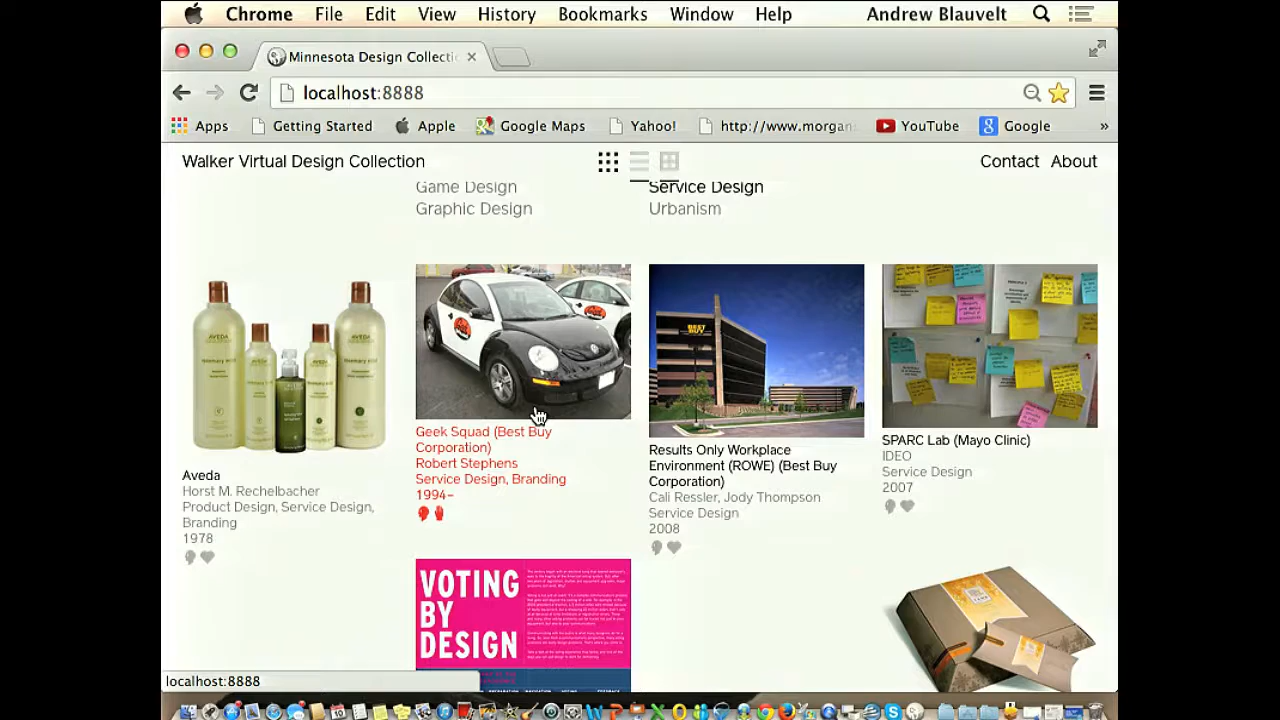 Chrome File Edit View History Bookmarks Window Help Andrew Blauvelt
Minnesota Design Collecti
localhost:8888
Apps Getting Started Apple Google Maps Yahoo! http://www.morgan YouTube Google »
Walker Virtual Design Collection Contact About
Game Design
Graphic Design
Service Design
Urbanism
Aveda
Horst M. Rechelbacher
Product Design, Service Design,
Branding
1978
Geek Squad (Best Buy
Corporation)
Robert Stephens
Service Design, Branding
1994–
BEST BUY
Results Only Workplace
Environment (ROWE) (Best Buy
Corporation)
Cali Ressler, Jody Thompson
Service Design
2008
SPARC Lab (Mayo Clinic)
IDEO
Service Design
2007
VOTING
BY
DESIGN
localhost:8888